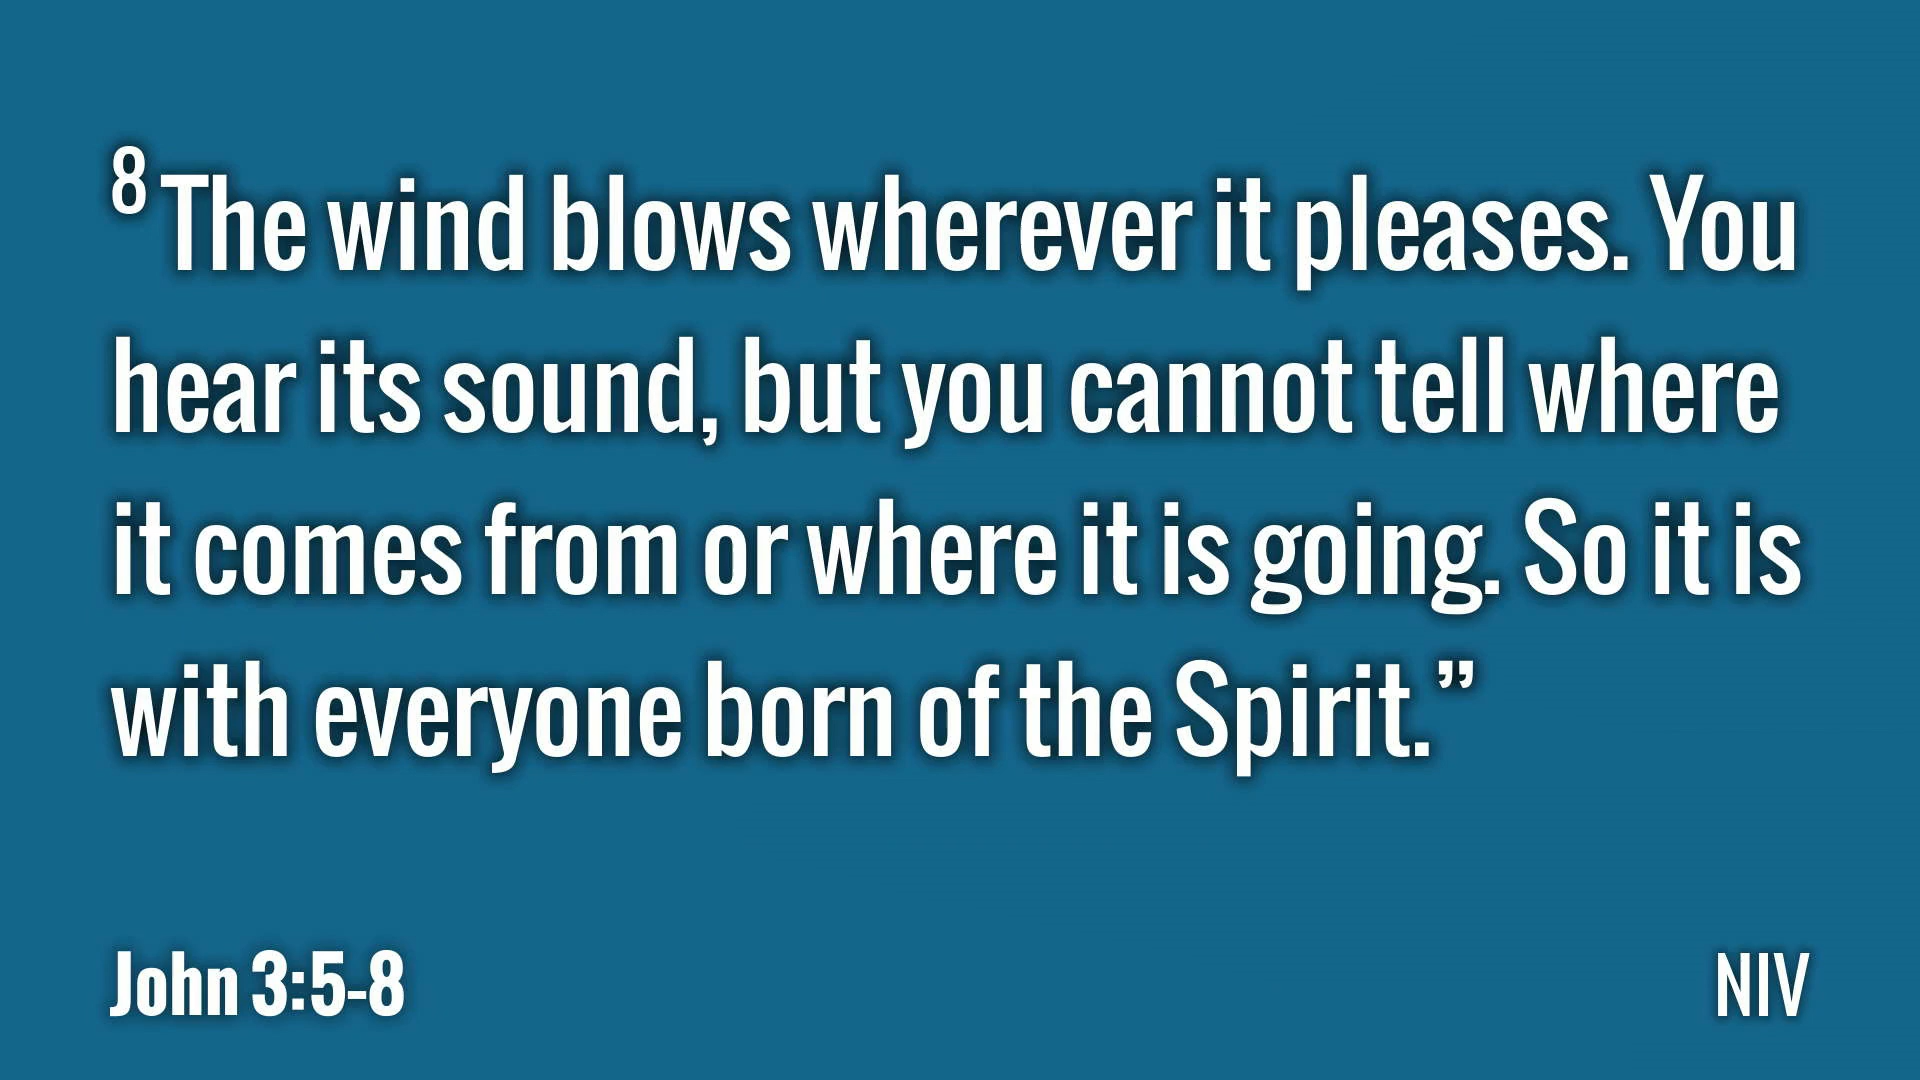 8 The wind blows wherever it pleases. You
hear its sound, but you cannot tell where
it comes from or where it is going. So it is
with everyone born of the Spirit.”
John 3:5-8
NIV